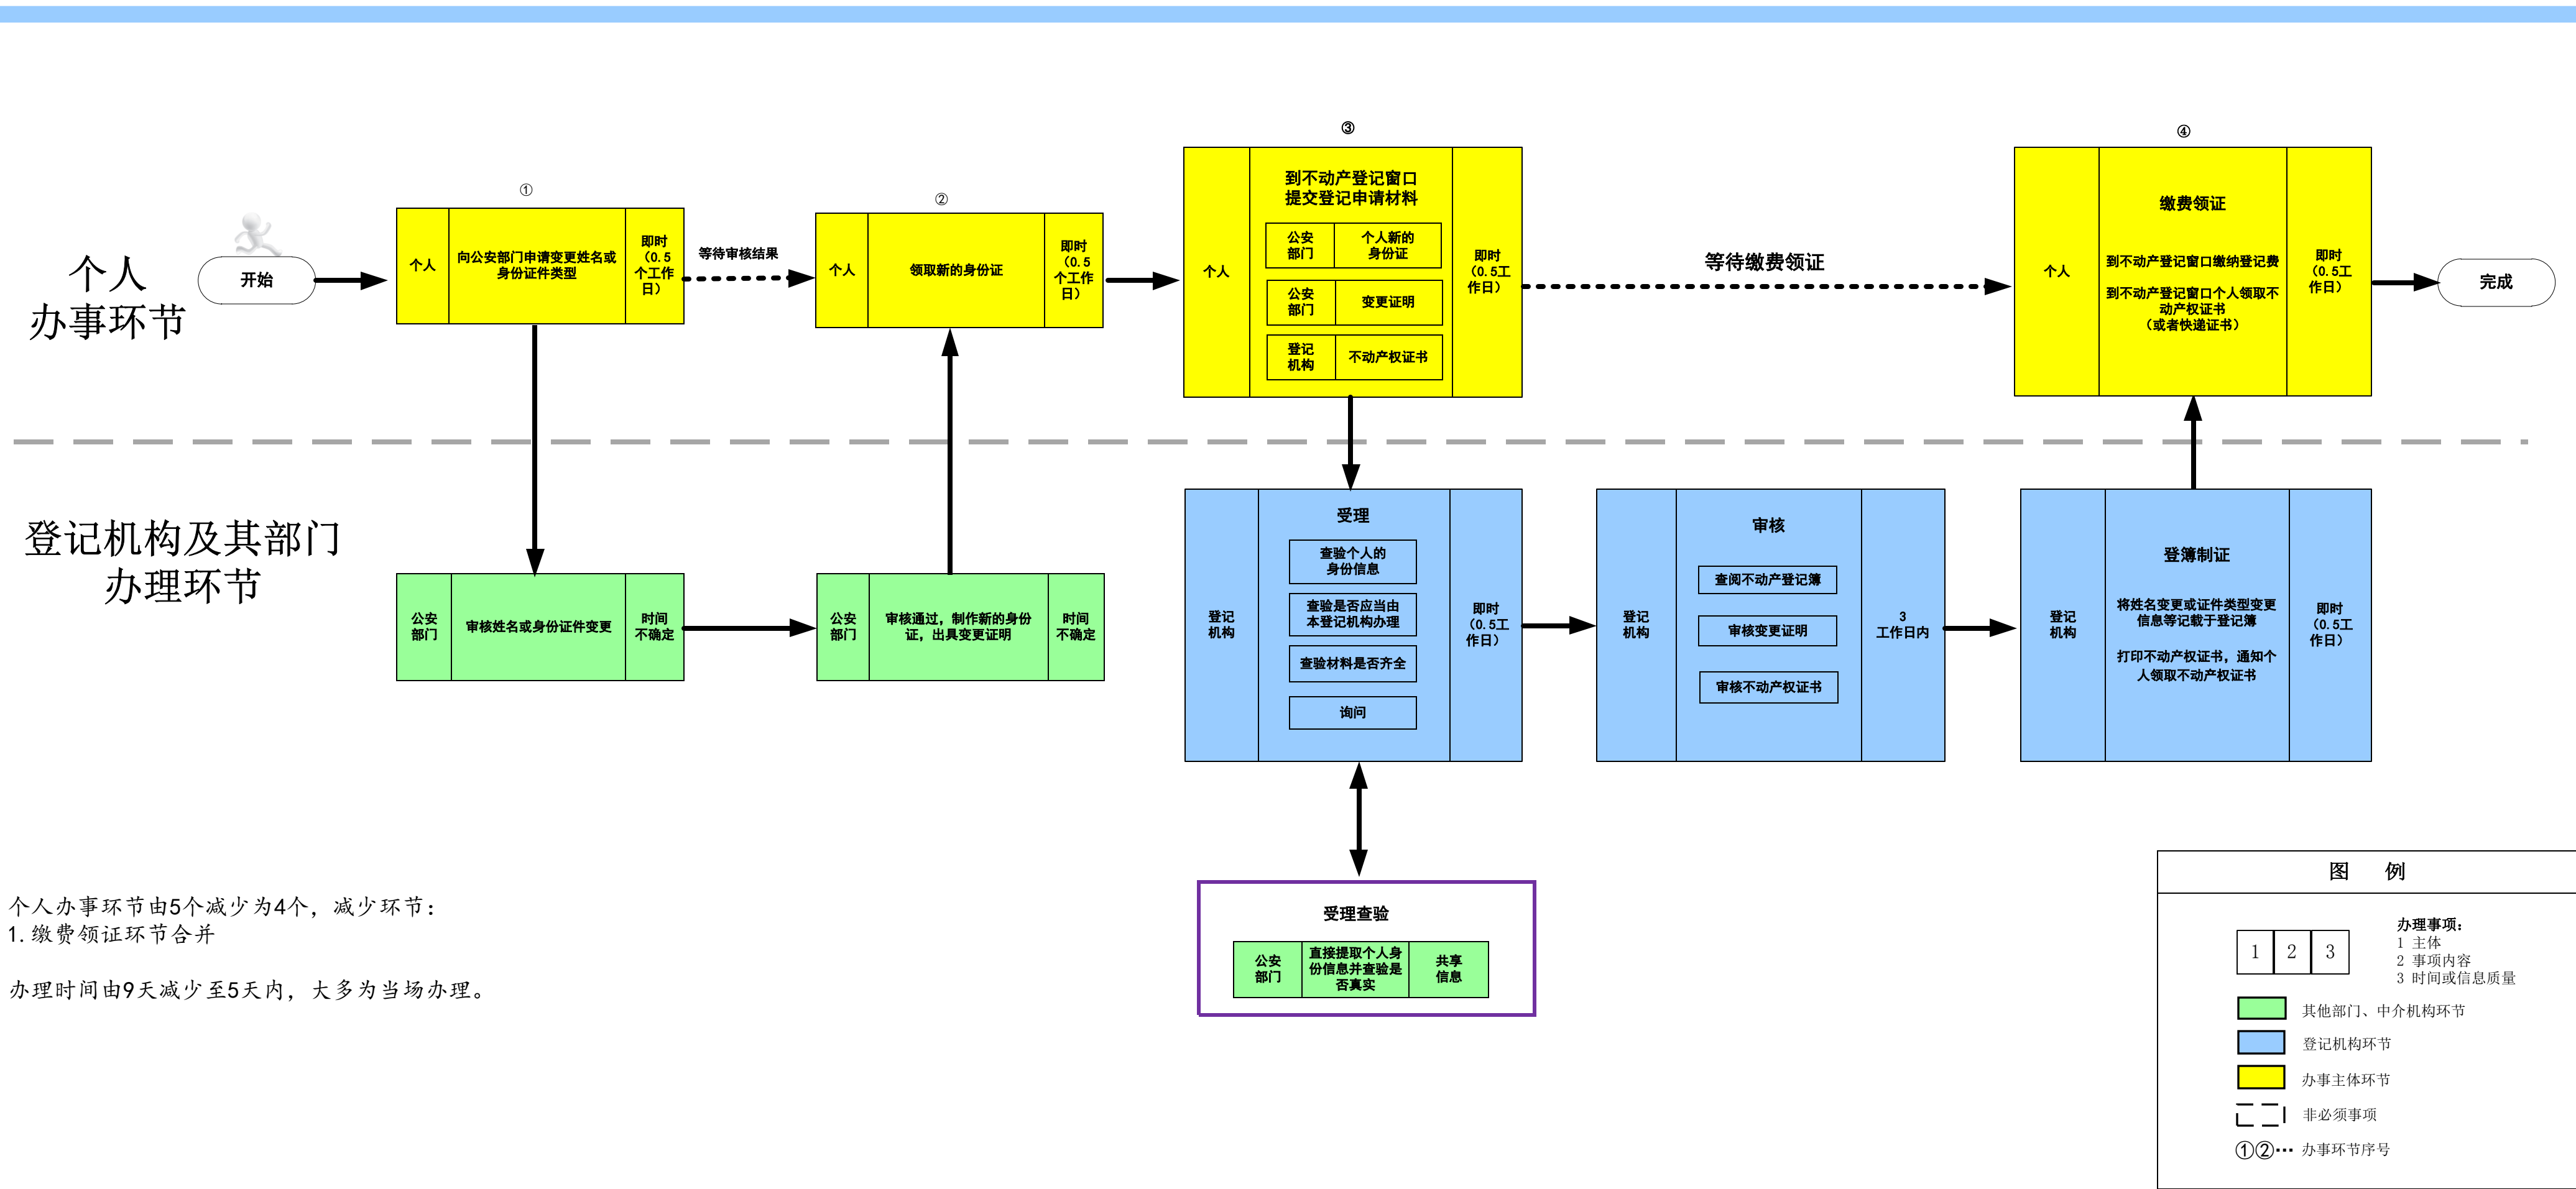 个人
办事环节
开始
①
个人
向公安部门申请变更姓名或
身份证件类型
即时
（0.5
个工作
日）
等待审核结果
②
个人
领取新的身份证
即时
（0.5
个工作
日）
③
个人
到不动产登记窗口
提交登记申请材料
公安
部门
个人新的
身份证
公安
部门
变更证明
登记
机构
不动产权证书
即时
（0.5工
作日）
等待缴费领证
④
个人
缴费领证
到不动产登记窗口缴纳登记费
到不动产登记窗口个人领取不
动产权证书
（或者快递证书）
即时
（0.5工
作日）
完成
登记机构及其部门
办理环节
公安
部门
审核姓名或身份证件变更
时间
不确定
公安
部门
审核通过，制作新的身份
证，出具变更证明
时间
不确定
登记
机构
受理
查验个人的
身份信息
查验是否应当由
本登记机构办理
查验材料是否齐全
询问
即时
（0.5工
作日）
登记
机构
审核
查阅不动产登记簿
审核变更证明
审核不动产权证书
3
工作日内
登记
机构
登簿制证
将姓名变更或证件类型变更
信息等记载于登记簿
打印不动产权证书，通知个
人领取不动产权证书
即时
（0.5工
作日）
受理查验
公安
部门
直接提取个人身
份信息并查验是
否真实
共享
信息
个人办事环节由5个减少为4个，减少环节：
1.缴费领证环节合并
办理时间由9天减少至5天内，大多为当场办理。
图 例
1 2 3
办理事项：
1 主体
2 事项内容
3 时间或信息质量
其他部门、中介机构环节
登记机构环节
办事主体环节
非必须事项
①②… 办事环节序号